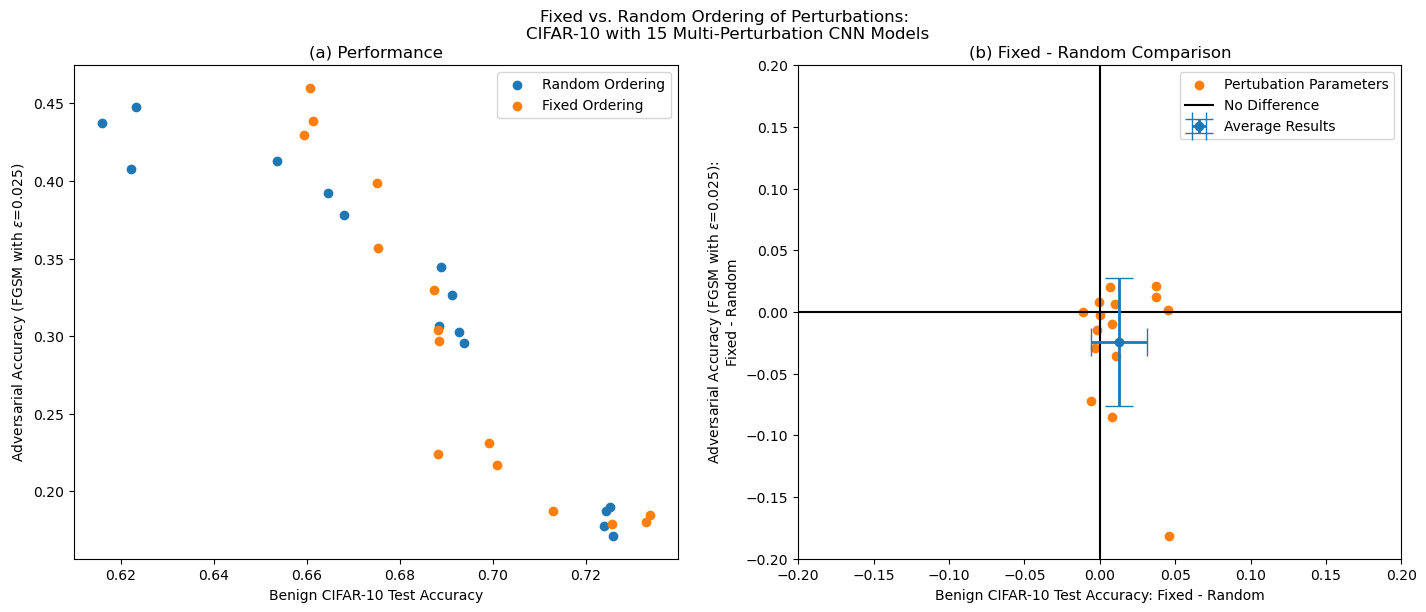 Fixed vs. Random Ordering of Perturbations:
CIFAR-10 with 15 Multi-Perturbation CNN Models
(a) Performance
Random Ordering
Fixed Ordering
Adversarial Accuracy (FGSM with ε=0.025)
0.45
0.40
0.35
0.30
0.25
0.20
0.62 0.64 0.66 0.68 0.70 0.72
Benign CIFAR-10 Test Accuracy
(b) Fixed - Random Comparison
Pertubation Parameters
No Difference
Average Results
Adversarial Accuracy (FGSM with ε=0.025):
Fixed - Random
0.20
0.15
0.10
0.05
0.00
−0.05
−0.10
−0.15
−0.20
−0.20 −0.15 −0.10 −0.05 0.00 0.05 0.10 0.15 0.20
Benign CIFAR-10 Test Accuracy: Fixed - Random